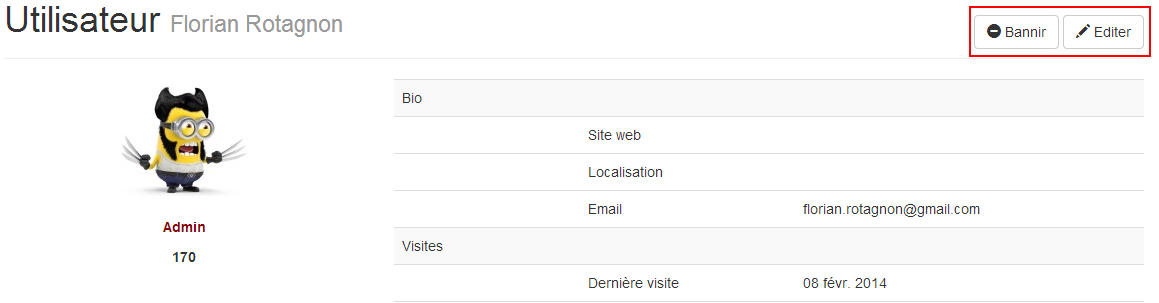 Utilisateur Florian Rotagnon
Bannir Editer
Admin
170
Bio
Site web
Localisation
Email florian.rotagnon@gmail.com
Visites
Dernière visite 08 févr. 2014